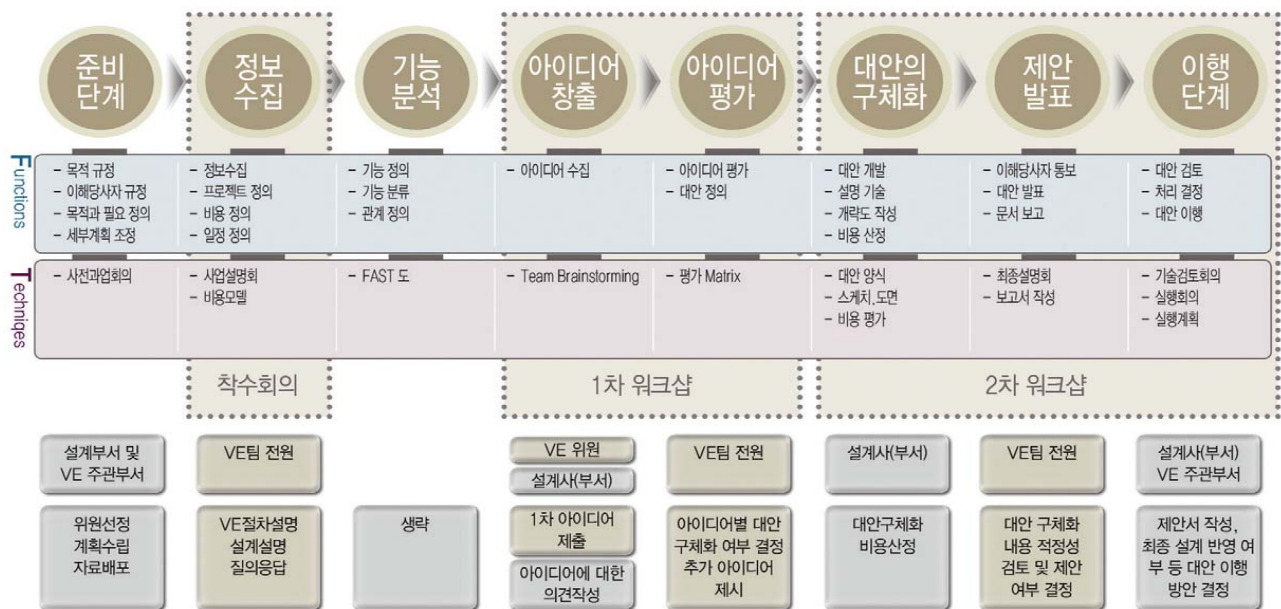 준비
단계
정보
수집
기능
분석
아이디어
창출
아이디어
평가
대안의
구체화
제안
발표
이행
단계
Functions
- 목적 규정
- 이해당사자 규정
- 목적과 필요 정의
- 세부계획 조정
- 정보수집
- 프로젝트 정의
- 비용 정의
- 일정 정의
- 기능 정의
- 기능 분류
- 관계 정의
- 아이디어 수집
- 아이디어 평가
- 대안 정의
- 대안 개발
- 설명 기술
- 개략도 작성
- 비용 산정
- 이해당사자 통보
- 대안 발표
- 문서 보고
- 대안 검토
- 처리 결정
- 대안 이행
Techniqes
- 사전과업회의
- 사업설명회
- 비용모델
- FAST 도
- Team Brainstorming
- 평가 Matrix
- 대안 양식
- 스케치,도면
- 비용 평가
- 최종설명회
- 보고서 작성
- 기술검토회의
- 실행회의
- 실행계획
착수회의
1차 워크샵
2차 워크샵
설계부서 및
VE 주관부서
VE팀 전원
VE 위원
설계사(부서)
VE팀 전원
설계사(부서)
VE팀 전원
설계사(부서)
VE 주관부서
위원선정
계획수립
자료배포
VE절차설명
설계설명
질의응답
생략
1차 아이디어
제출
아이디어에 대한
의견작성
아이디어별 대안
구체화 여부 결정
추가 아이디어
제시
대안구체화
비용산정
대안 구체화
내용 적정성
검토 및 제안
여부 결정
제안서 작성,
최종 설계 반영 여
부 등 대안 이행
방안 결정